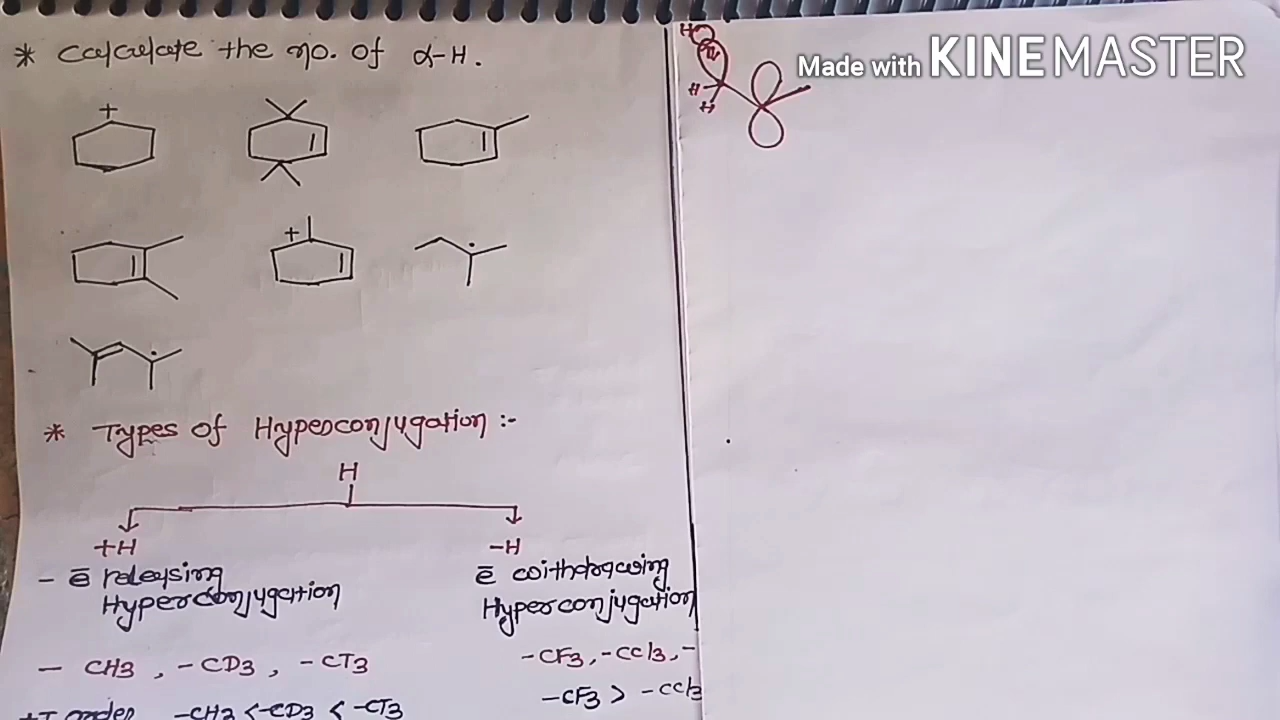 * Calculate the no. of α-H.
+
+
* Types of Hyperconjugation :-
H
+H
-H
- ē releasing
Hyperconjugation
ē withdrawing
Hyperconjugation
- CH3 , -CD3 , -CT3
-CF3, -CCl3, -
-CF3 > -CCl3
+I order -CH3 < -CD3 < -CT3
H
H
H
Made with KINEMASTER